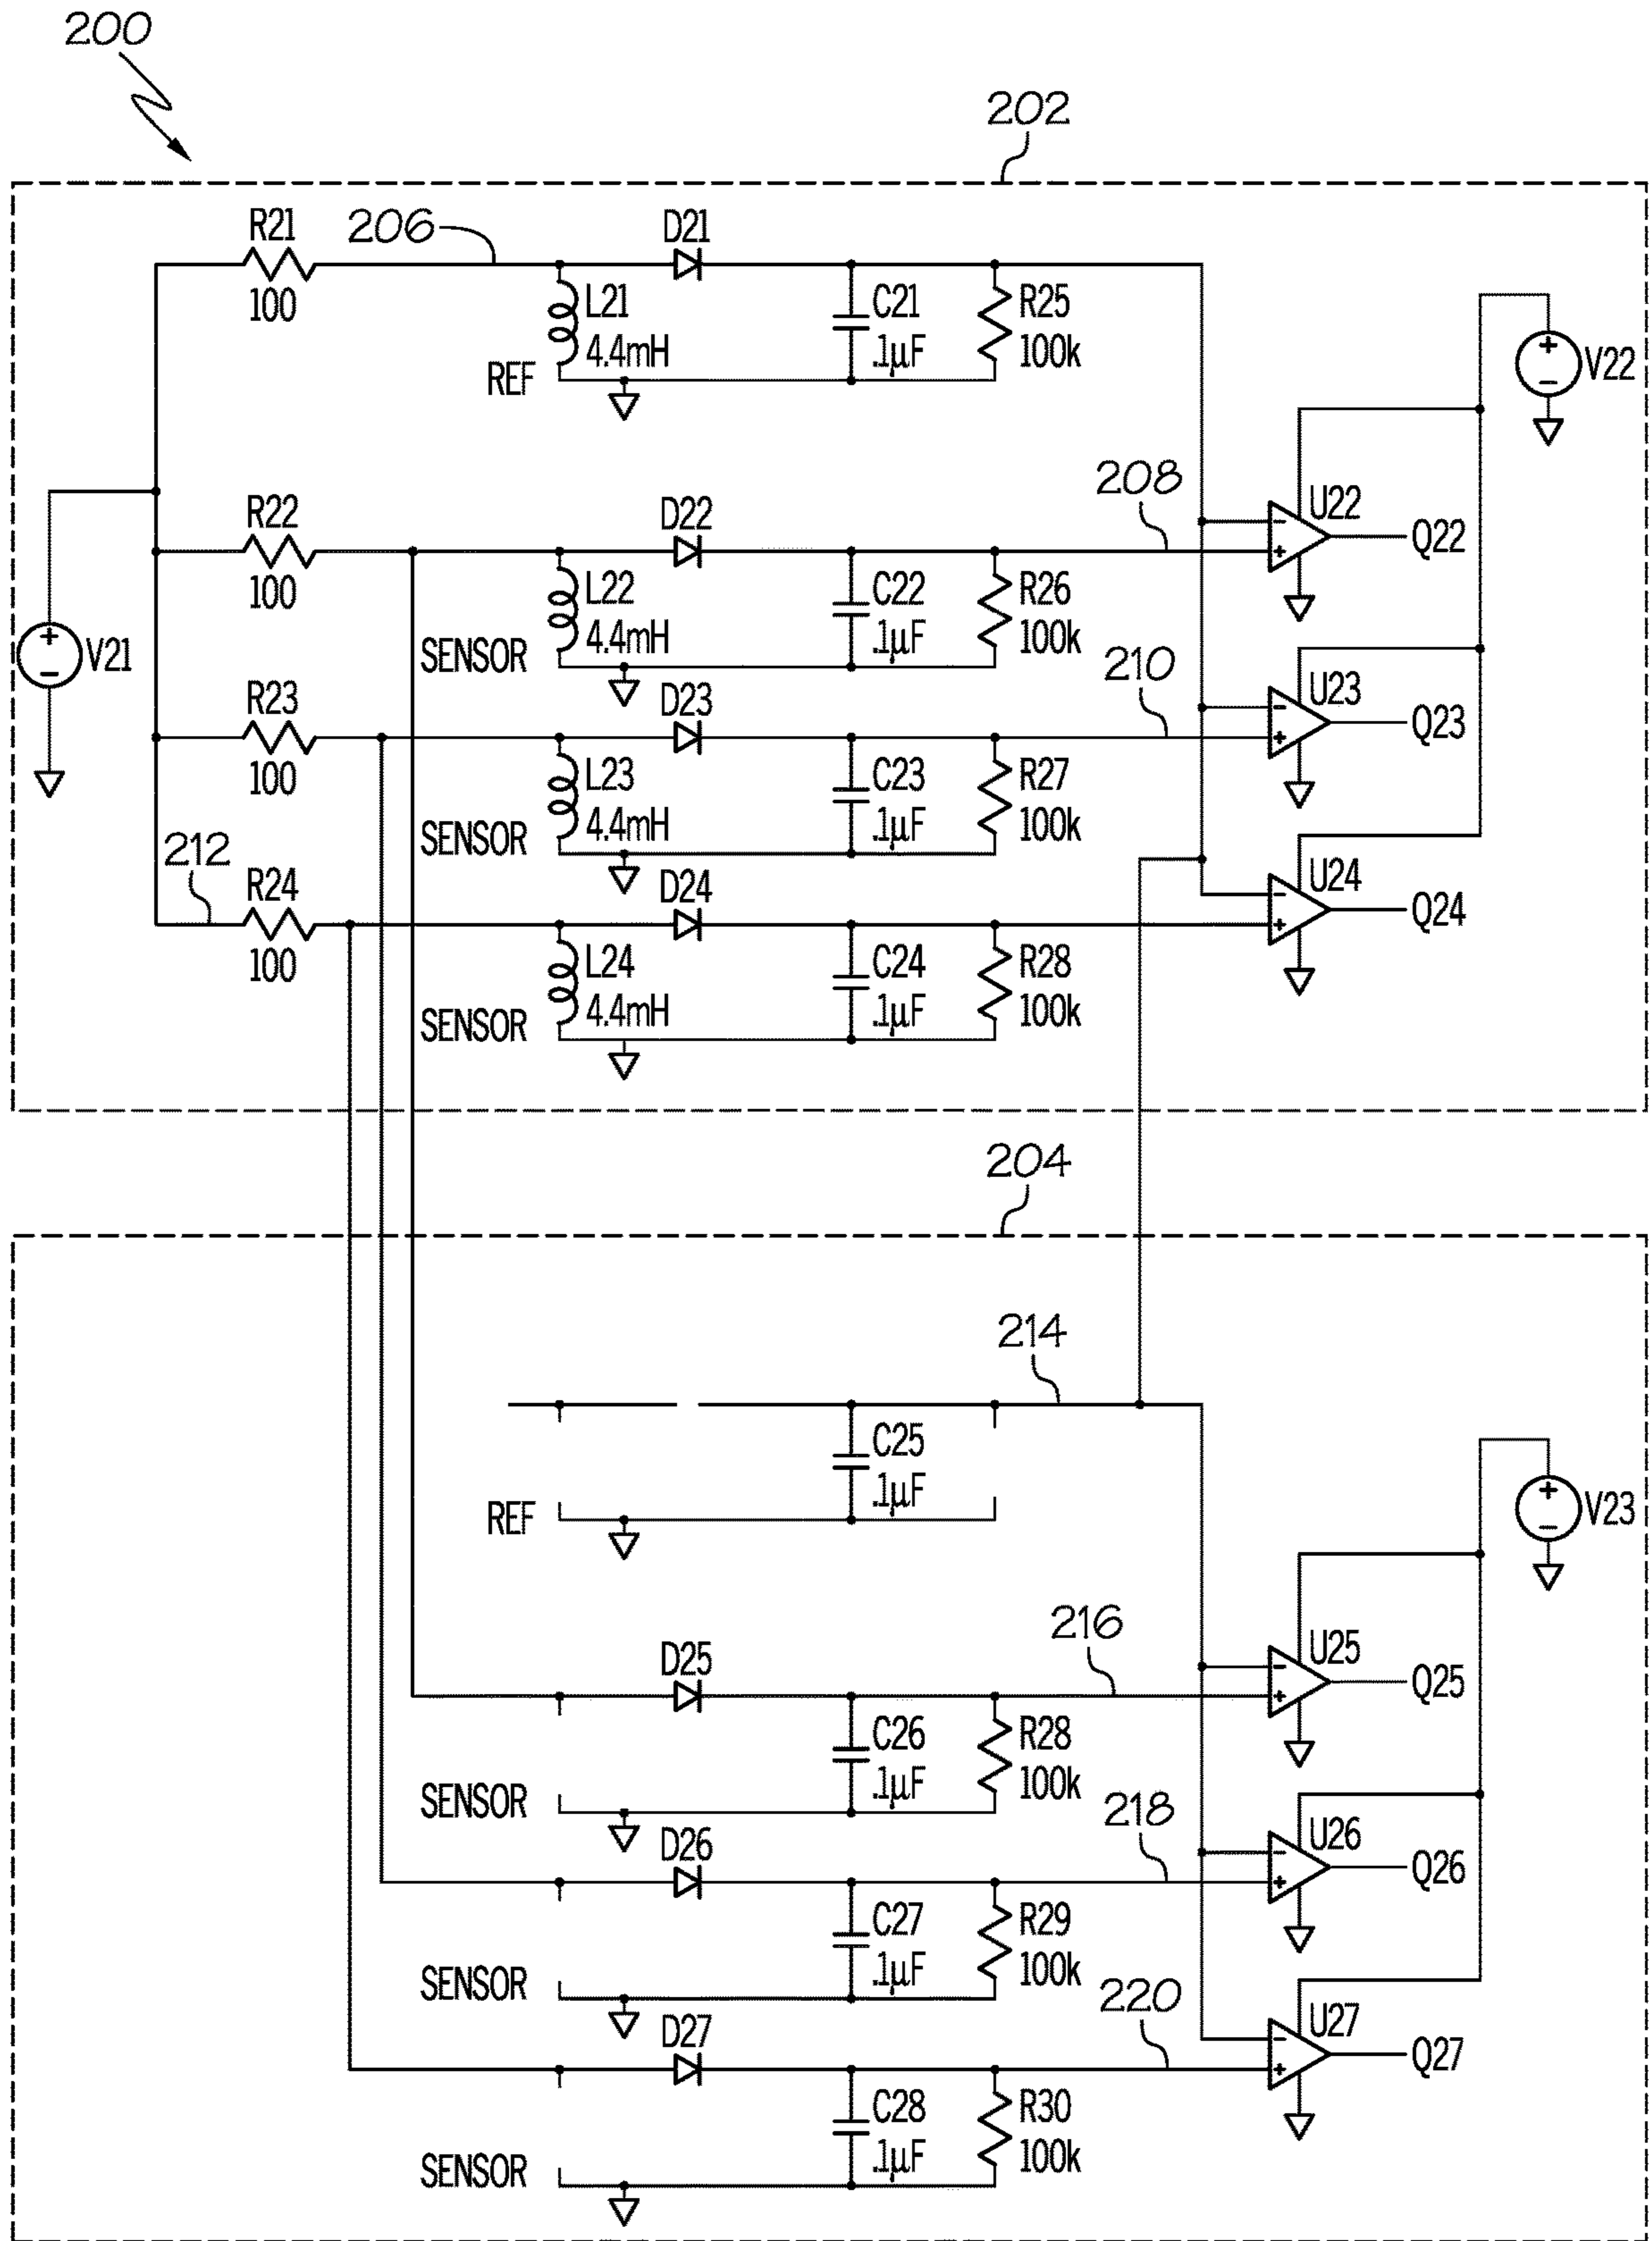 200
202
R21
100
206
D21
L21
4.4mH
REF
C21
.1µF
R25
100k
V22
+
−
R22
100
D22
208
U22
−
+
Q22
L22
4.4mH
SENSOR
C22
.1µF
R26
100k
V21
+
−
R23
100
D23
210
U23
−
+
Q23
L23
4.4mH
SENSOR
C23
.1µF
R27
100k
212
R24
100
D24
U24
−
+
Q24
L24
4.4mH
SENSOR
C24
.1µF
R28
100k
204
214
C25
.1µF
REF
V23
+
−
D25
216
U25
−
+
Q25
SENSOR
C26
.1µF
R28
100k
D26
218
U26
−
+
Q26
SENSOR
C27
.1µF
R29
100k
D27
220
U27
−
+
Q27
SENSOR
C28
.1µF
R30
100k